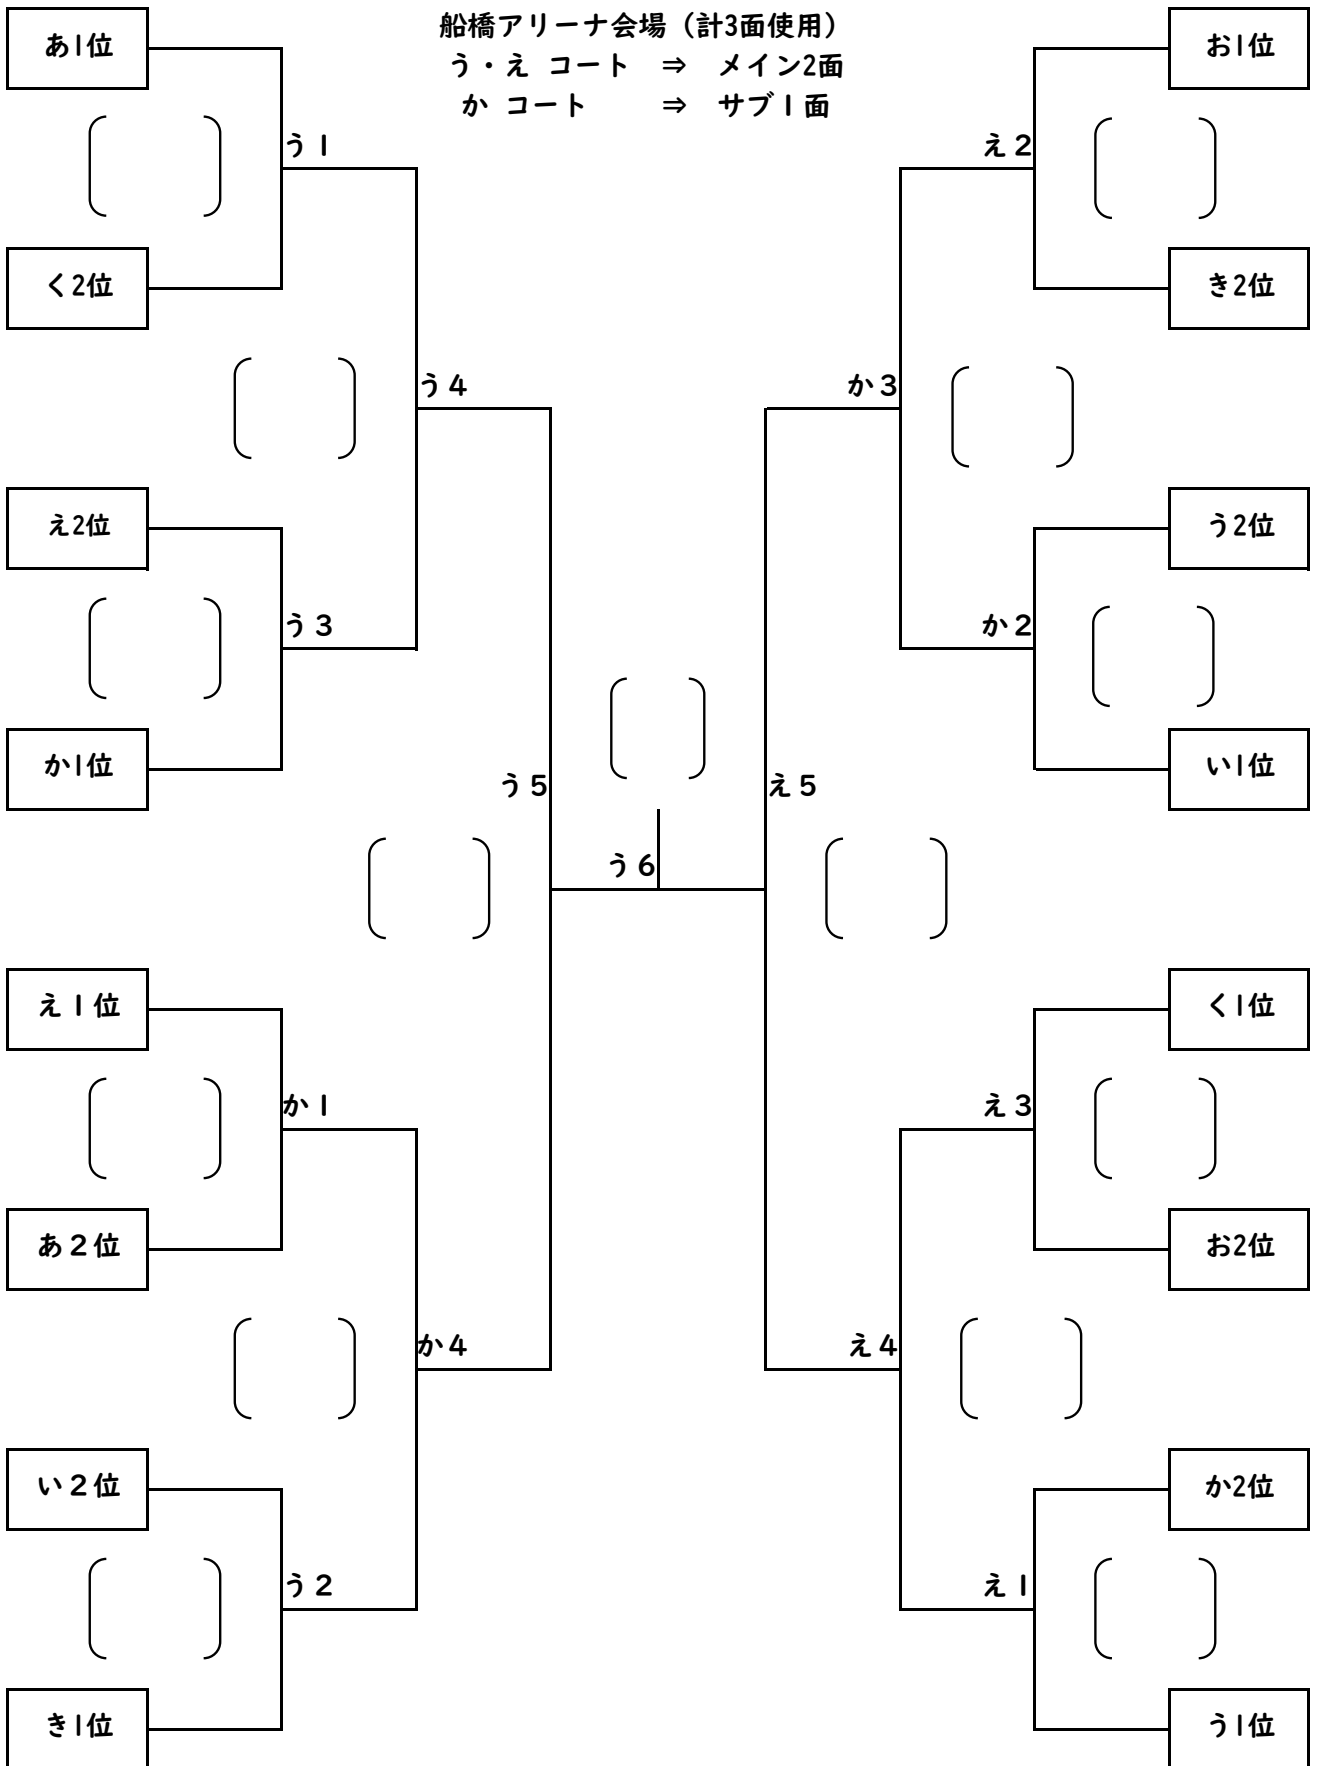 船橋アリーナ会場（計3面使用）
う・え コート　⇒　メイン2面
か コート　　⇒　サブ１面
あ1位
お1位
う１
え２
く2位
き2位
う４
か３
え2位
う2位
う３
か２
か1位
い1位
う５
え５
う６
え１位
く1位
か１
え３
あ２位
お2位
か４
え４
い２位
か2位
う２
え１
き1位
う1位